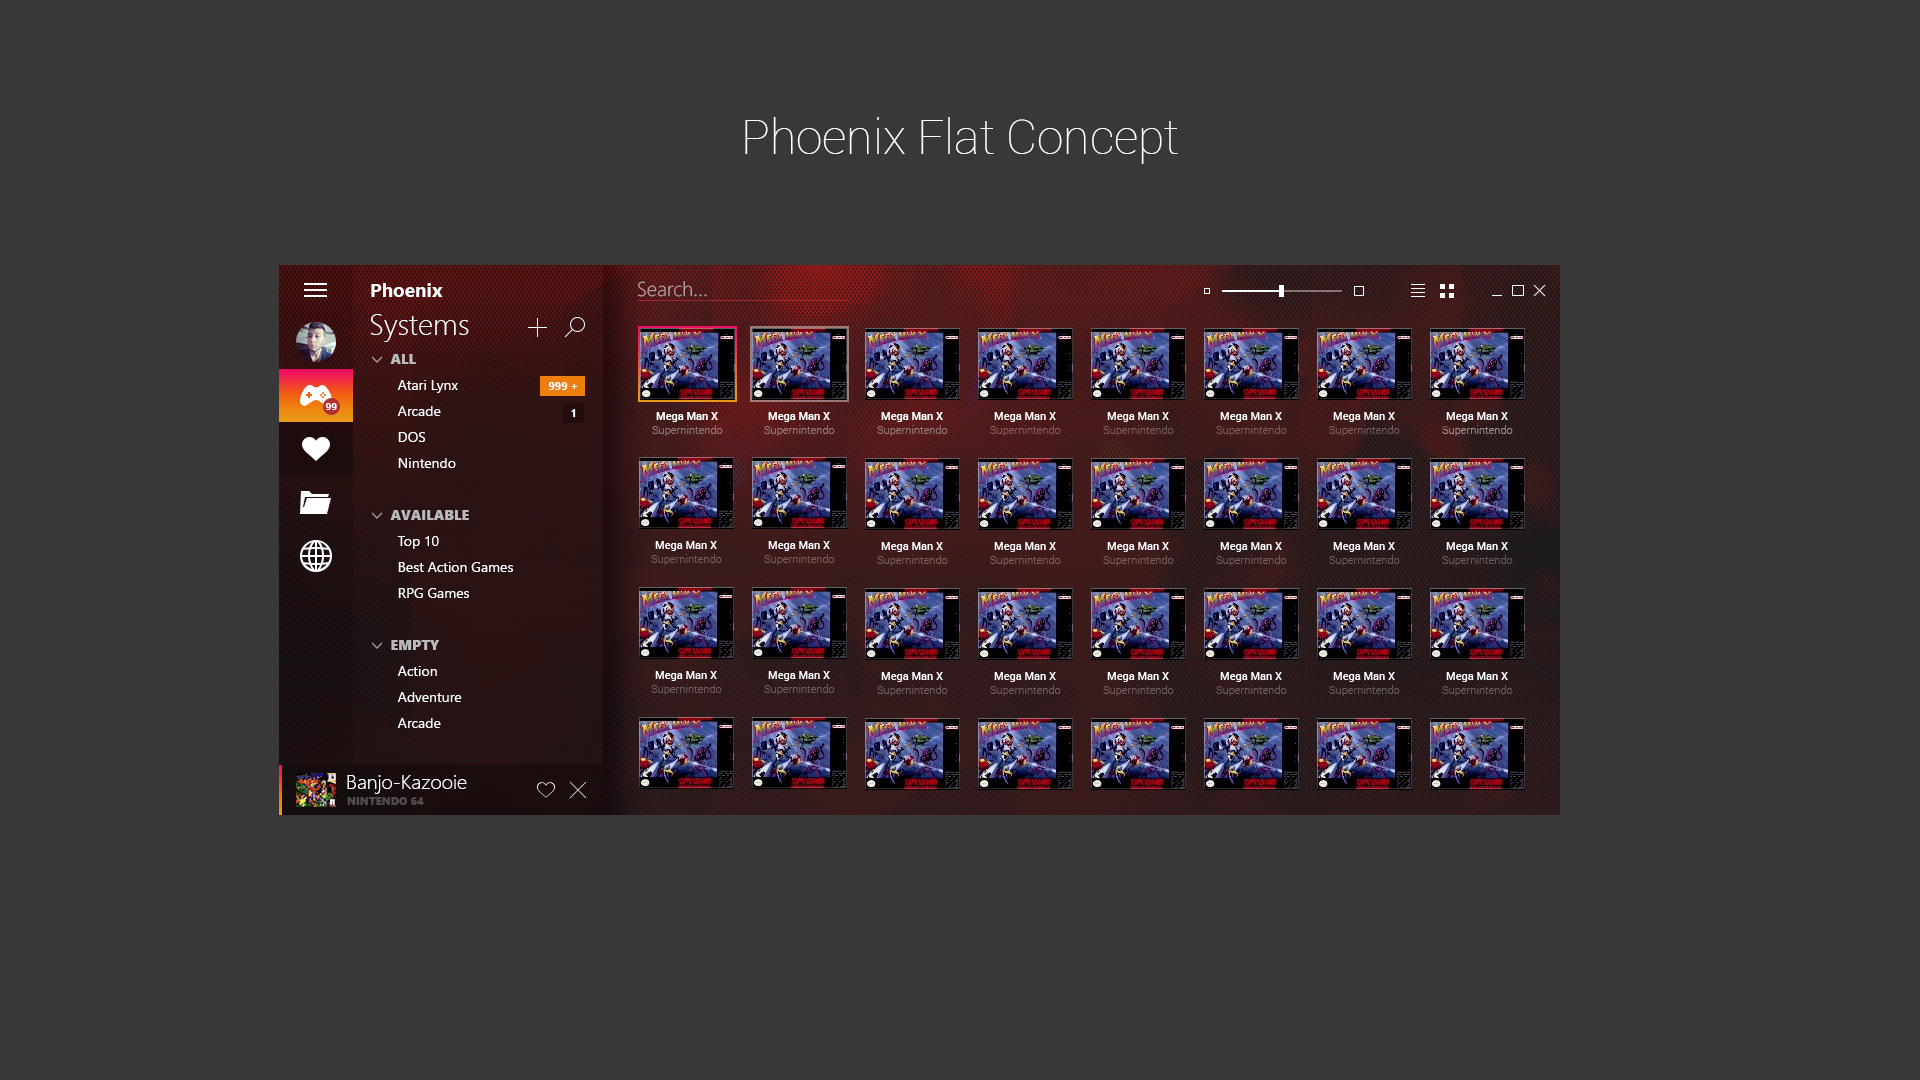 Phoenix Flat Concept
Phoenix
Systems
ALL
Atari Lynx 999 +
Arcade 1
DOS
Nintendo
AVAILABLE
Top 10
Best Action Games
RPG Games
EMPTY
Action
Adventure
Arcade
99
Banjo-Kazooie
NINTENDO 64
Search...
Mega Man X Mega Man X Mega Man X Mega Man X Mega Man X Mega Man X Mega Man X Mega Man X
Supernintendo Supernintendo Supernintendo Supernintendo Supernintendo Supernintendo Supernintendo Supernintendo
Mega Man X Mega Man X Mega Man X Mega Man X Mega Man X Mega Man X Mega Man X Mega Man X
Supernintendo Supernintendo Supernintendo Supernintendo Supernintendo Supernintendo Supernintendo Supernintendo
Mega Man X Mega Man X Mega Man X Mega Man X Mega Man X Mega Man X Mega Man X Mega Man X
Supernintendo Supernintendo Supernintendo Supernintendo Supernintendo Supernintendo Supernintendo Supernintendo